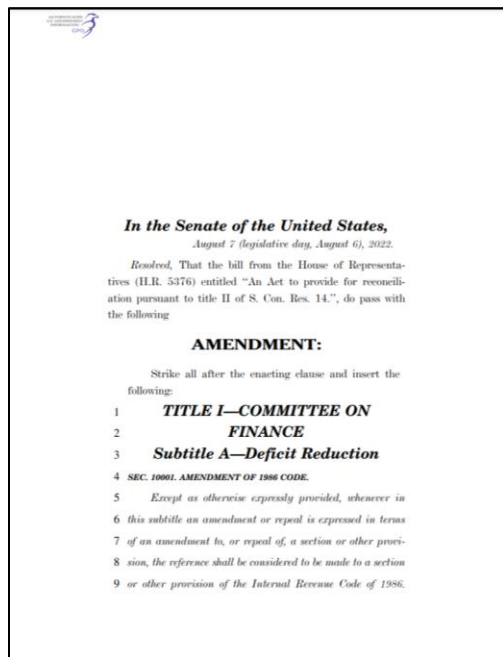 AUTHENTICATED
U.S. GOVERNMENT
INFORMATION
GPO
In the Senate of the United States,
August 7 (legislative day, August 6), 2022.
Resolved, That the bill from the House of Representa-
tives (H.R. 5376) entitled “An Act to provide for reconcili-
ation pursuant to title II of S. Con. Res. 14.”, do pass with
the following
AMENDMENT:
Strike all after the enacting clause and insert the
following:
1 TITLE I—COMMITTEE ON
2 FINANCE
3 Subtitle A—Deficit Reduction
4 SEC. 10001. AMENDMENT OF 1986 CODE.
5 Except as otherwise expressly provided, whenever in
6 this subtitle an amendment or repeal is expressed in terms
7 of an amendment to, or repeal of, a section or other provi-
8 sion, the reference shall be considered to be made to a section
9 or other provision of the Internal Revenue Code of 1986.